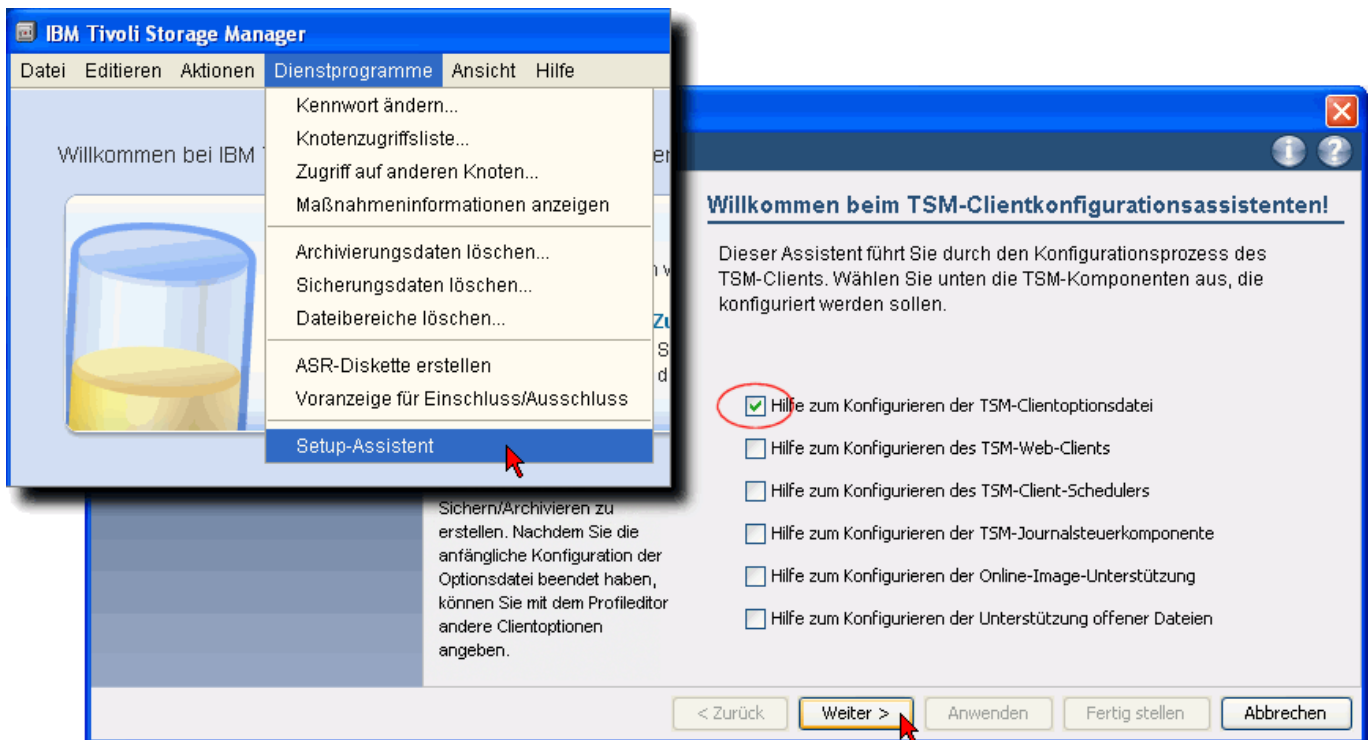 IBM Tivoli Storage Manager
Datei Editieren Aktionen Dienstprogramme Ansicht Hilfe
Kennwort ändern...
Knotenzugriffsliste...
Zugriff auf anderen Knoten...
Maßnahmeninformationen anzeigen
Archivierungsdaten löschen...
Sicherungsdaten löschen...
Dateibereiche löschen...
ASR-Diskette erstellen
Voranzeige für Einschluss/Ausschluss
Setup-Assistent
Willkommen bei IBM
Willkommen beim TSM-Clientkonfigurationsassistenten!
Dieser Assistent führt Sie durch den Konfigurationsprozess des
TSM-Clients. Wählen Sie unten die TSM-Komponenten aus, die
konfiguriert werden sollen.
Hilfe zum Konfigurieren der TSM-Clientoptionsdatei
Hilfe zum Konfigurieren des TSM-Web-Clients
Hilfe zum Konfigurieren des TSM-Client-Schedulers
Hilfe zum Konfigurieren der TSM-Journalsteuerkomponente
Hilfe zum Konfigurieren der Online-Image-Unterstützung
Hilfe zum Konfigurieren der Unterstützung offener Dateien
Sichern/Archivieren zu
erstellen. Nachdem Sie die
anfängliche Konfiguration der
Optionsdatei beendet haben,
können Sie mit dem Profileditor
andere Clientoptionen
angeben.
< Zurück Weiter > Anwenden Fertig stellen Abbrechen